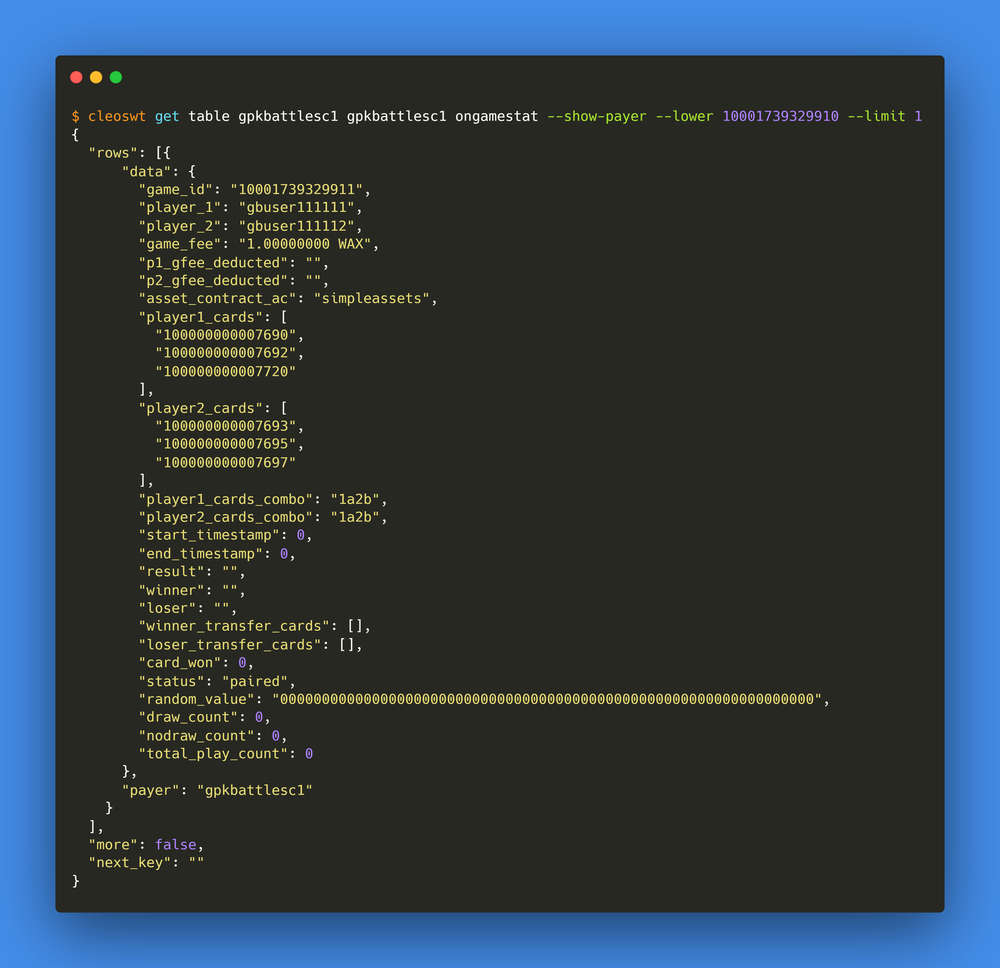 $ cleoswt get table gpkbattlesc1 gpkbattlesc1 ongamestat --show-payer --lower 10001739329910 --limit 1
{
  "rows": [{
      "data": {
        "game_id": "10001739329911",
        "player_1": "gbuser111111",
        "player_2": "gbuser111112",
        "game_fee": "1.00000000 WAX",
        "p1_gfee_deducted": "",
        "p2_gfee_deducted": "",
        "asset_contract_ac": "simpleassets",
        "player1_cards": [
          "100000000007690",
          "100000000007692",
          "100000000007720"
        ],
        "player2_cards": [
          "100000000007693",
          "100000000007695",
          "100000000007697"
        ],
        "player1_cards_combo": "1a2b",
        "player2_cards_combo": "1a2b",
        "start_timestamp": 0,
        "end_timestamp": 0,
        "result": "",
        "winner": "",
        "loser": "",
        "winner_transfer_cards": [],
        "loser_transfer_cards": [],
        "card_won": 0,
        "status": "paired",
        "random_value": "0000000000000000000000000000000000000000000000000000000000000000",
        "draw_count": 0,
        "nodraw_count": 0,
        "total_play_count": 0
      },
      "payer": "gpkbattlesc1"
    }
  ],
  "more": false,
  "next_key": ""
}